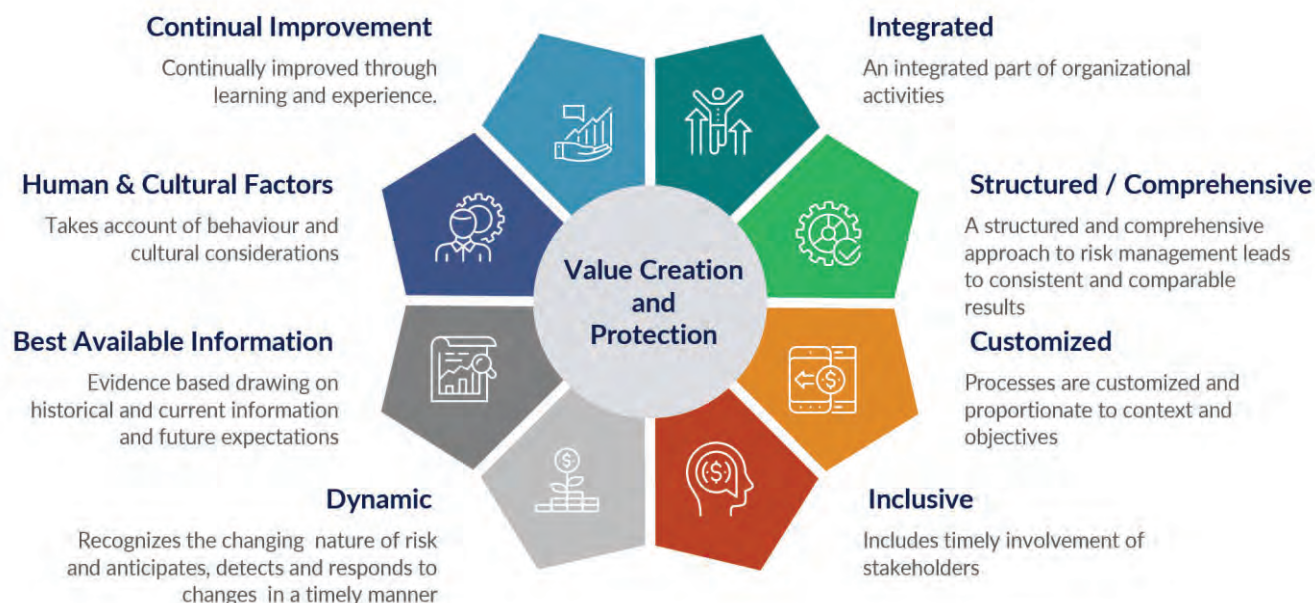 Continual Improvement
Continually improved through
learning and experience.
Human & Cultural Factors
Takes account of behaviour and
cultural considerations
Best Available Information
Evidence based drawing on
historical and current information
and future expectations
Dynamic
Recognizes the changing nature of risk
and anticipates, detects and responds to
changes in a timely manner
Value Creation
and
Protection
Integrated
An integrated part of organizational
activities
Structured / Comprehensive
A structured and comprehensive
approach to risk management leads
to consistent and comparable
results
Customized
Processes are customized and
proportionate to context and
objectives
Inclusive
Includes timely involvement of
stakeholders